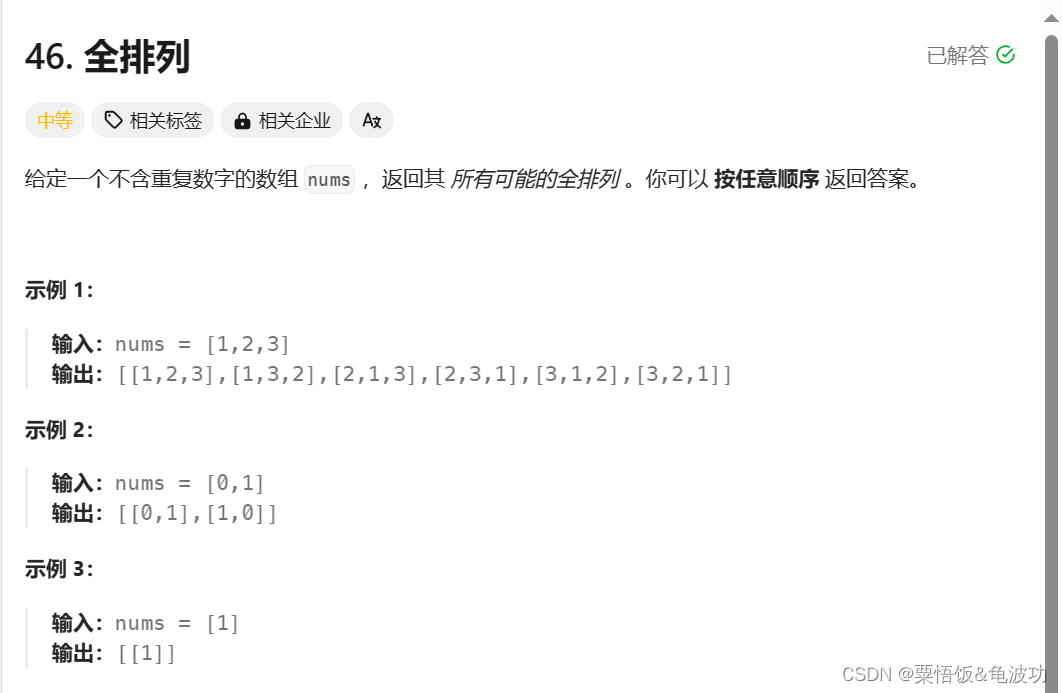 46. 全排列
已解答
中等 相关标签 相关企业 Aa
给定一个不含重复数字的数组 nums ，返回其 所有可能的全排列 。你可以 按任意顺序 返回答案。
示例 1：
输入：nums = [1,2,3]
输出：[[1,2,3],[1,3,2],[2,1,3],[2,3,1],[3,1,2],[3,2,1]]
示例 2：
输入：nums = [0,1]
输出：[[0,1],[1,0]]
示例 3：
输入：nums = [1]
输出：[[1]]
CSDN @粟悟饭&龟波功